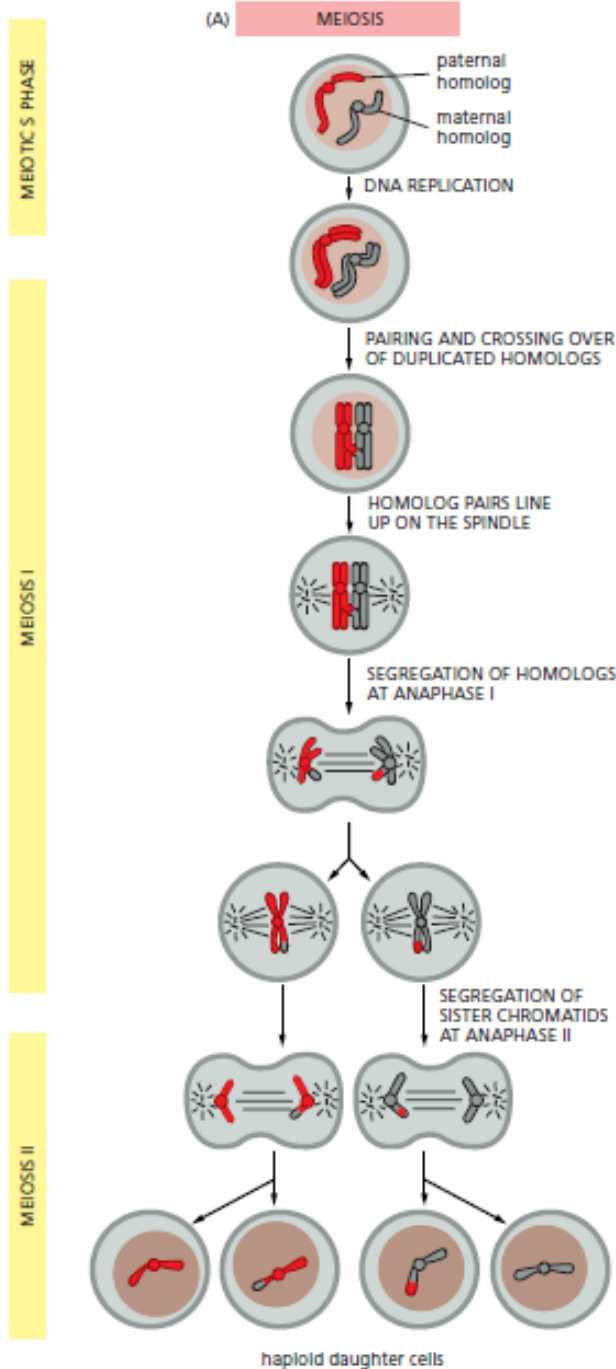 (A) MEIOSIS
MEIOTIC S PHASE
paternal
homolog
maternal
homolog
DNA REPLICATION
MEIOSIS I
PAIRING AND CROSSING OVER
OF DUPLICATED HOMOLOGS
HOMOLOG PAIRS LINE
UP ON THE SPINDLE
SEGREGATION OF HOMOLOGS
AT ANAPHASE I
SEGREGATION OF
SISTER CHROMATIDS
AT ANAPHASE II
MEIOSIS II
haploid daughter cells